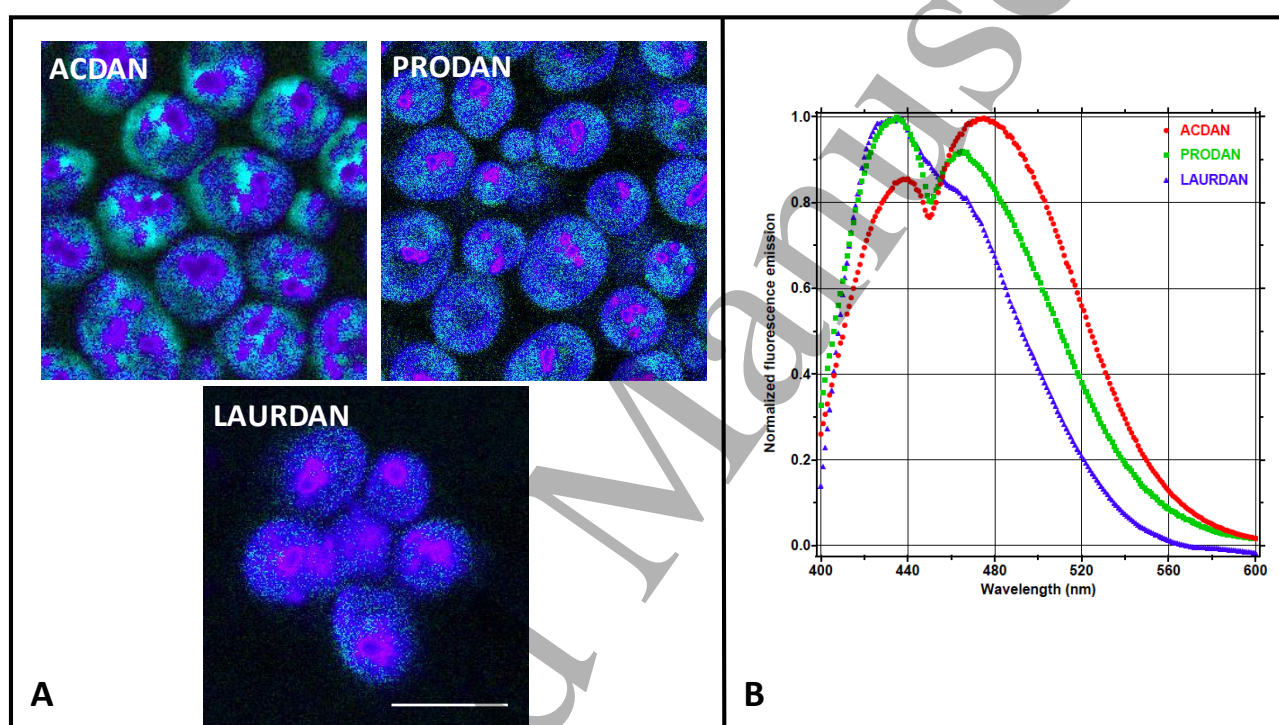 ACDAN
PRODAN
LAURDAN
A
1.0
0.8
0.6
0.4
0.2
0.0
Normalized fluorescence emission
400
440
480
520
560
600
Wavelength (nm)
ACDAN
PRODAN
LAURDAN
B